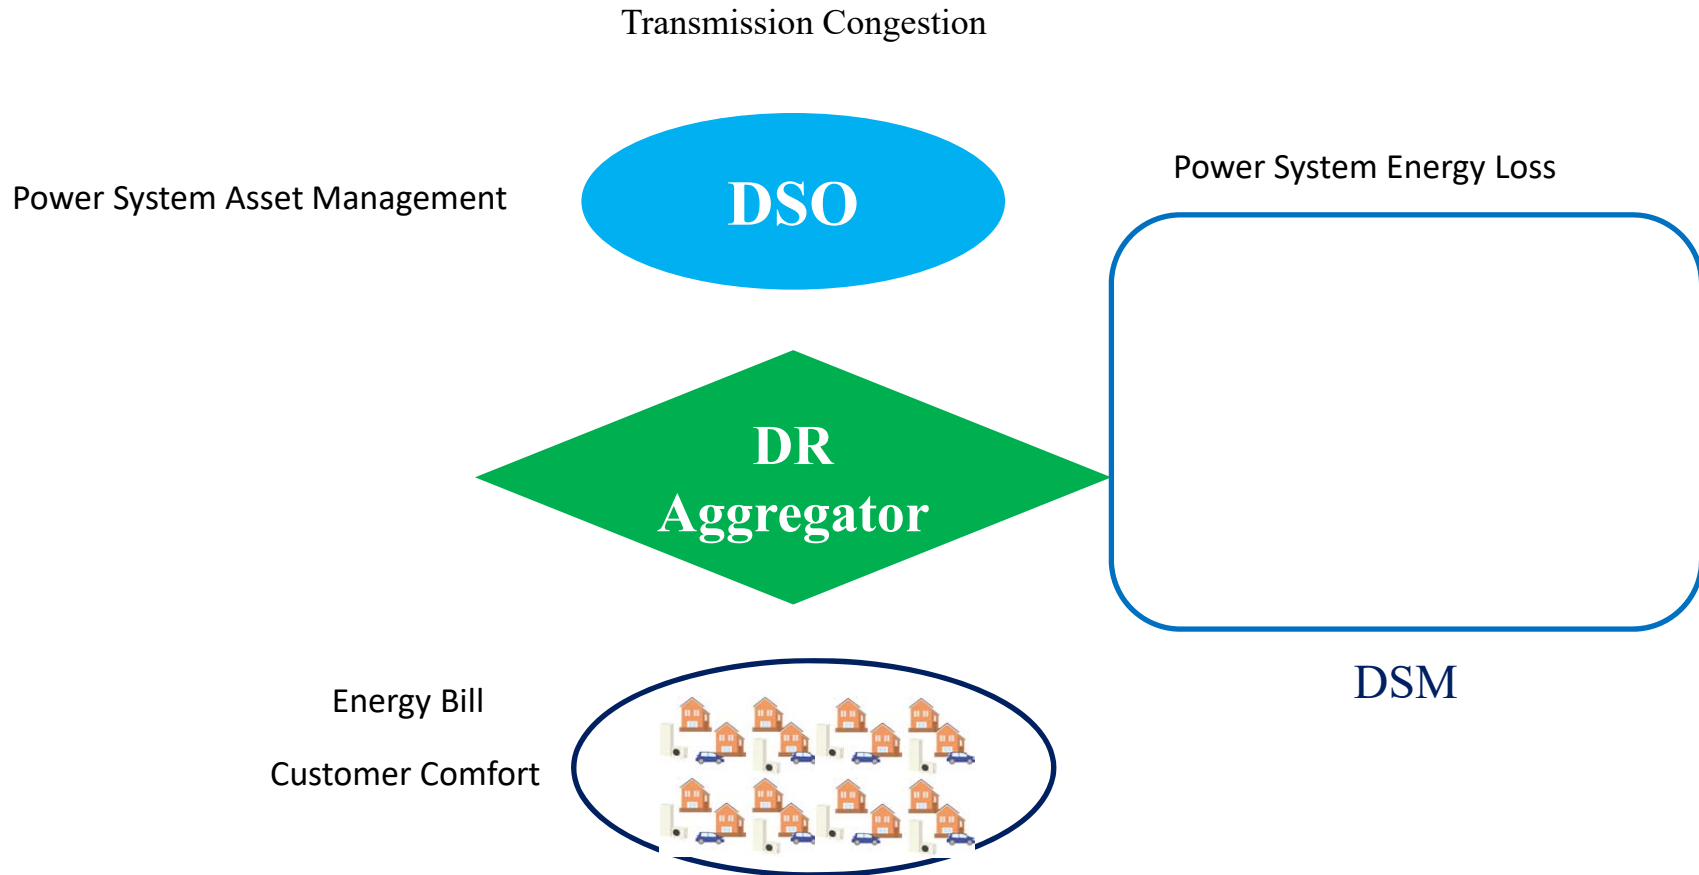 Transmission Congestion
Power System Asset Management
DSO
Power System Energy Loss
DR
Aggregator
DSM
Energy Bill
Customer Comfort